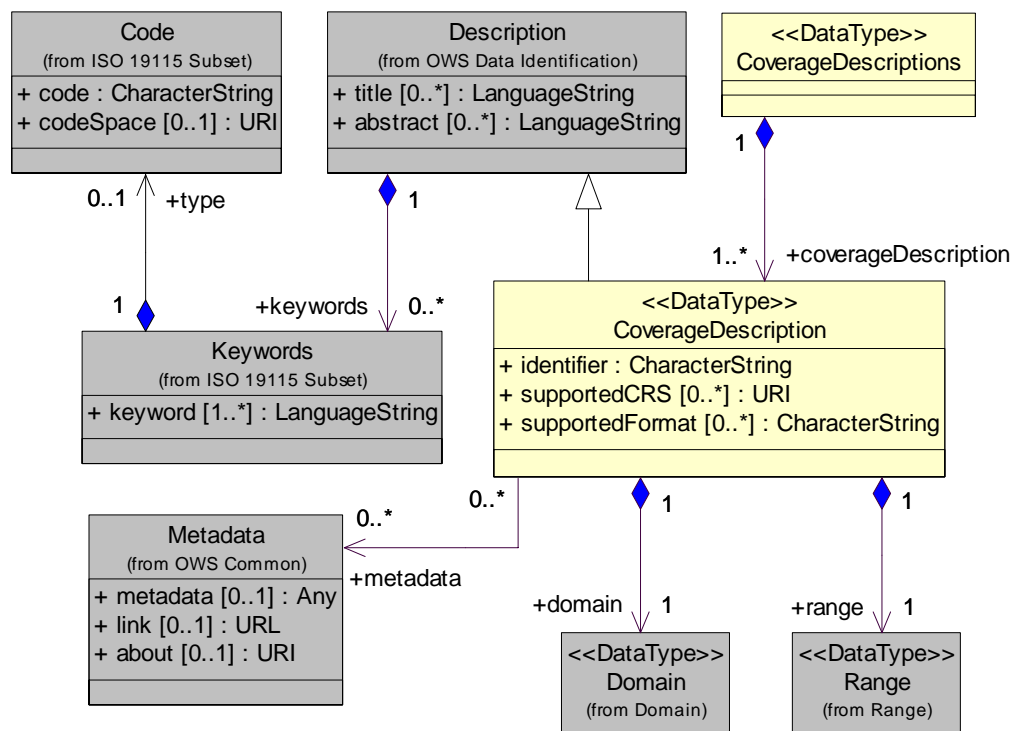 Code
(from ISO 19115 Subset)
+ code : CharacterString
+ codeSpace [0..1] : URI
Description
(from OWS Data Identification)
+ title [0..*] : LanguageString
+ abstract [0..*] : LanguageString
<<DataType>>
CoverageDescriptions
0..1
+type
1
1
+keywords
0..*
1
1..*
+coverageDescription
Keywords
(from ISO 19115 Subset)
+ keyword [1..*] : LanguageString
<<DataType>>
CoverageDescription
+ identifier : CharacterString
+ supportedCRS [0..*] : URI
+ supportedFormat [0..*] : CharacterString
0..*
0..*
+metadata
Metadata
(from OWS Common)
+ metadata [0..1] : Any
+ link [0..1] : URL
+ about [0..1] : URI
1
+domain
1
1
+range
1
<<DataType>>
Domain
(from Domain)
<<DataType>>
Range
(from Range)